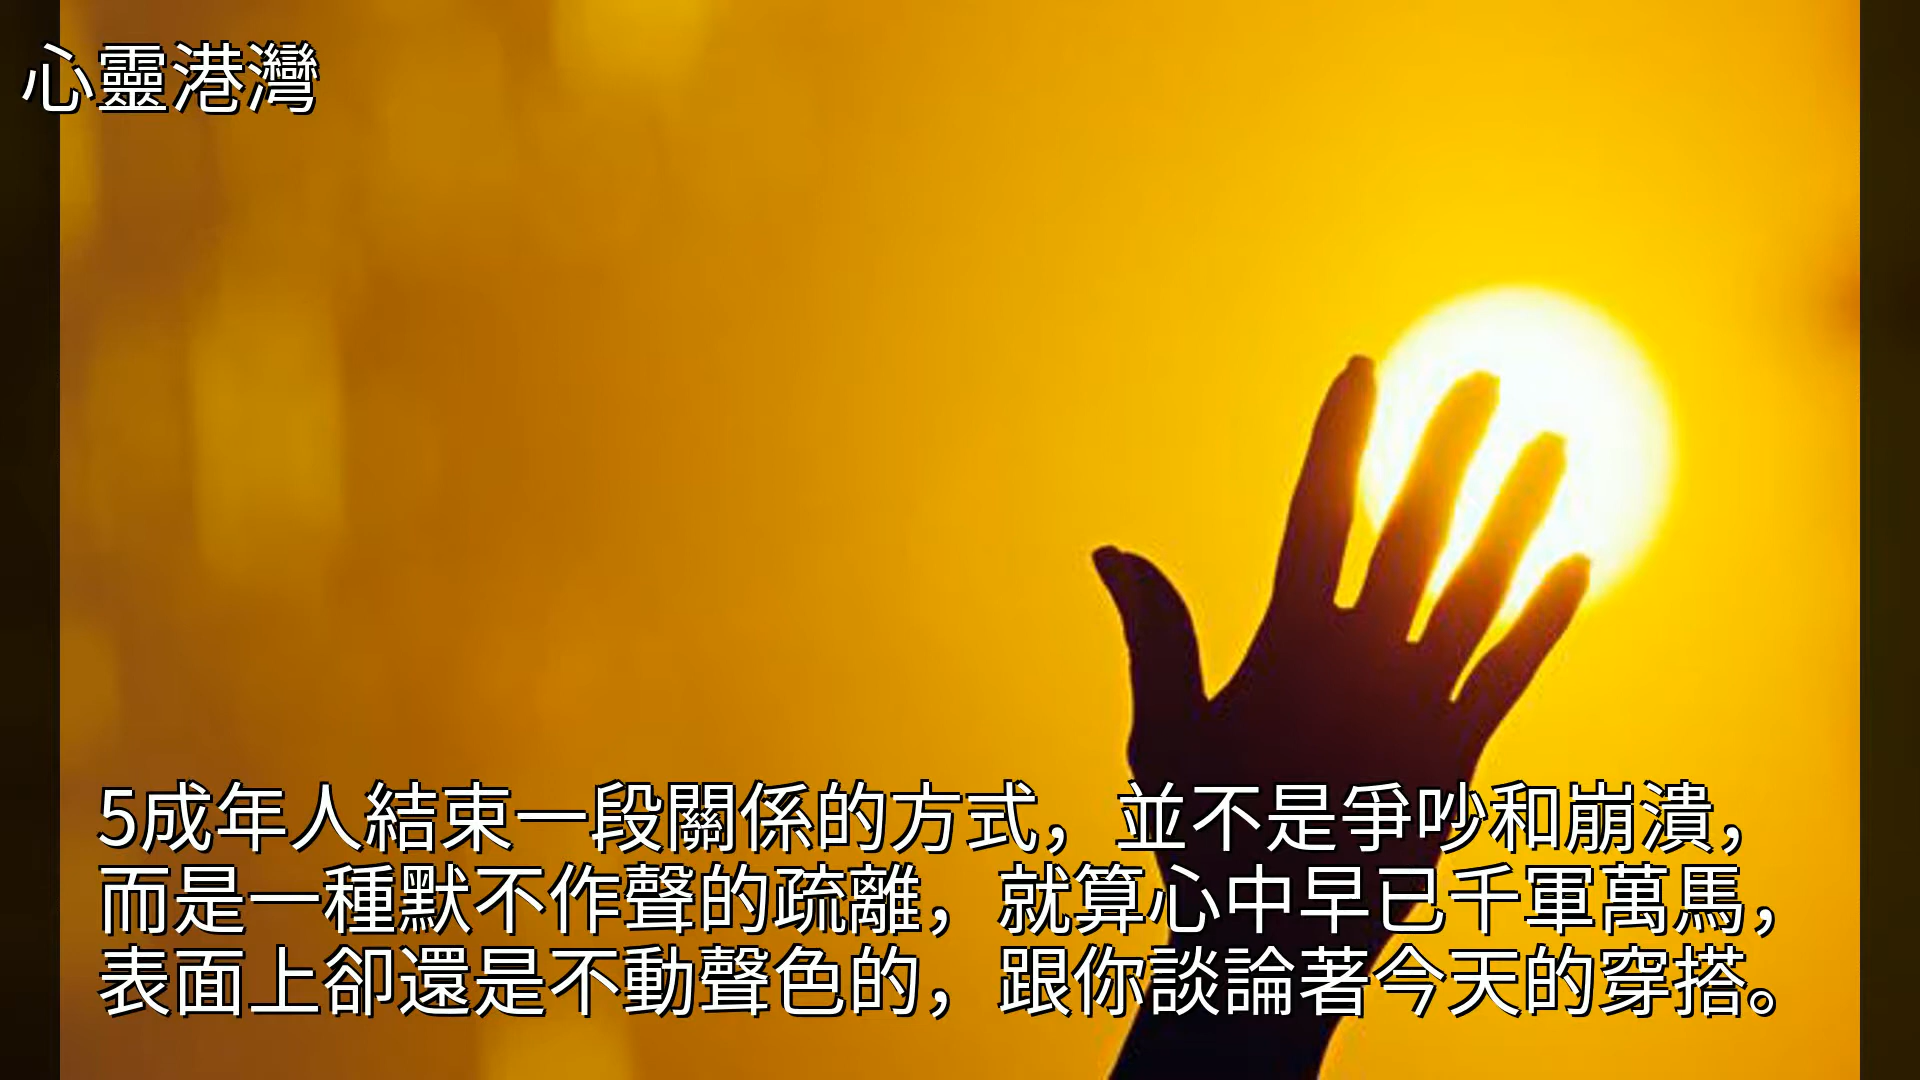 心靈港灣
5成年人結束一段關係的方式，並不是爭吵和崩潰，
而是一種默不作聲的疏離，就算心中早已千軍萬馬，
表面上卻還是不動聲色的，跟你談論著今天的穿搭。